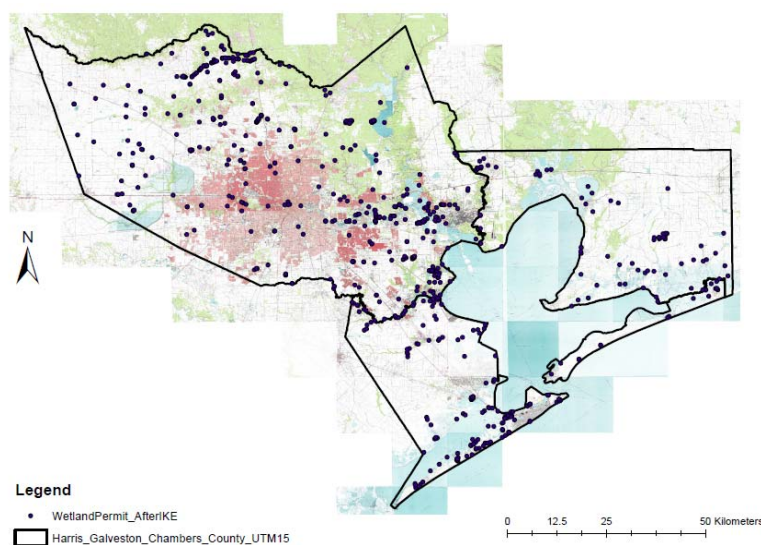 N
Legend
WetlandPermit_AfterIKE
Harris_Galveston_Chambers_County_UTM15
0 12.5 25 50 Kilometers